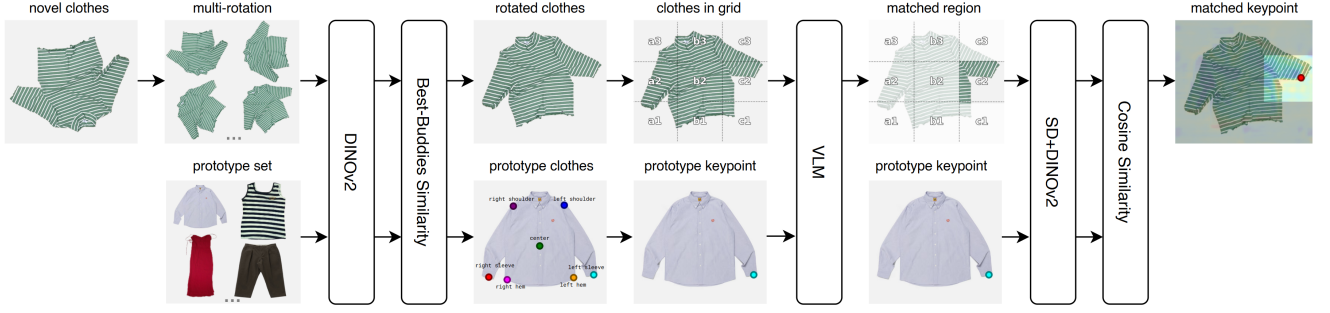 novel clothes
multi-rotation
rotated clothes
clothes in grid
matched region
matched keypoint
a3 b3 c3
a2 b2 c2
a1 b1 c1
a3 b3 c3
a2 b2 c2
a1 b1 c1
DINOv2
Best-Buddies Similarity
VLM
SD+DINOv2
Cosine Similarity
prototype set
prototype clothes
prototype keypoint
prototype keypoint
right shoulder
left shoulder
center
right sleeve
left sleeve
right hem
left hem